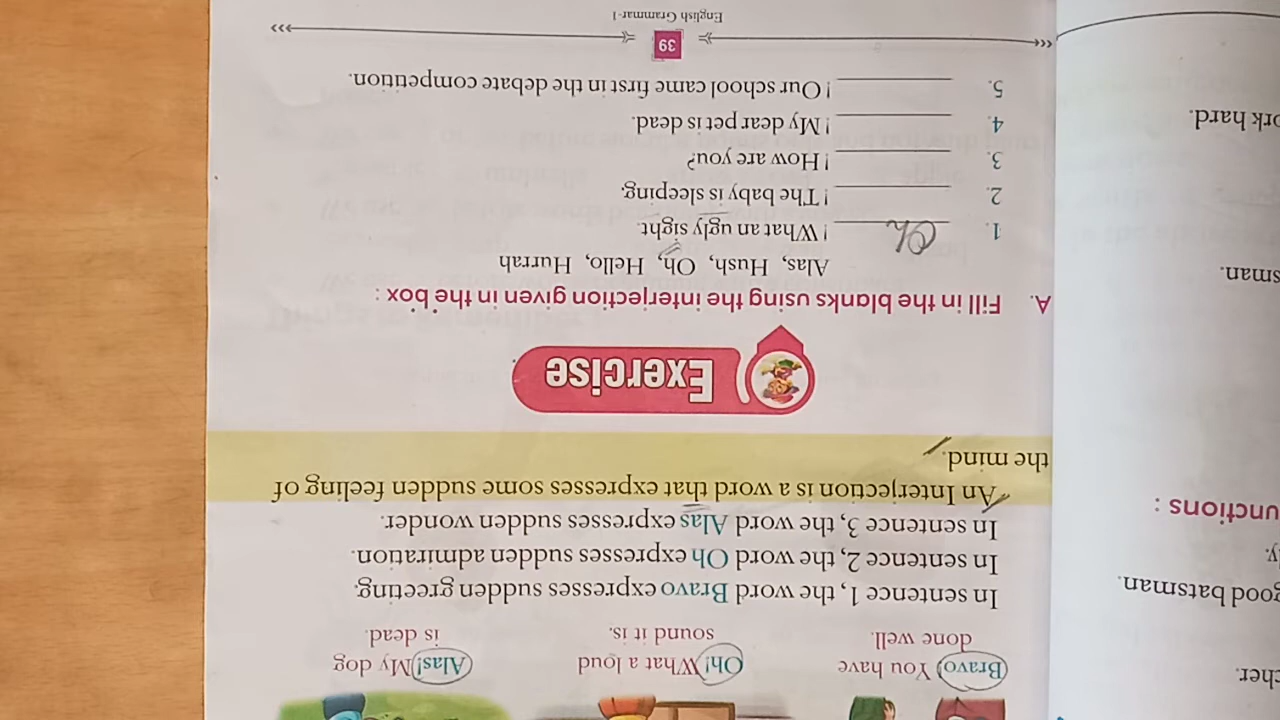 Bravo! You have
done well.
Oh! What a loud
sound it is.
Alas! My dog
is dead.
In sentence 1, the word Bravo expresses sudden greeting.
In sentence 2, the word Oh expresses sudden admiration.
In sentence 3, the word Alas expresses sudden wonder.
An Interjection is a word that expresses some sudden feeling of
the mind.
Exercise
A. Fill in the blanks using the interjection given in the box :
Alas, Hush, Oh, Hello, Hurrah
1. Oh ! What an ugly sight.
2. ! The baby is sleeping.
3. ! How are you?
4. ! My dear pet is dead.
5. ! Our school came first in the debate competition.
39
English Grammar-1
good batsman.
sman.
hard.